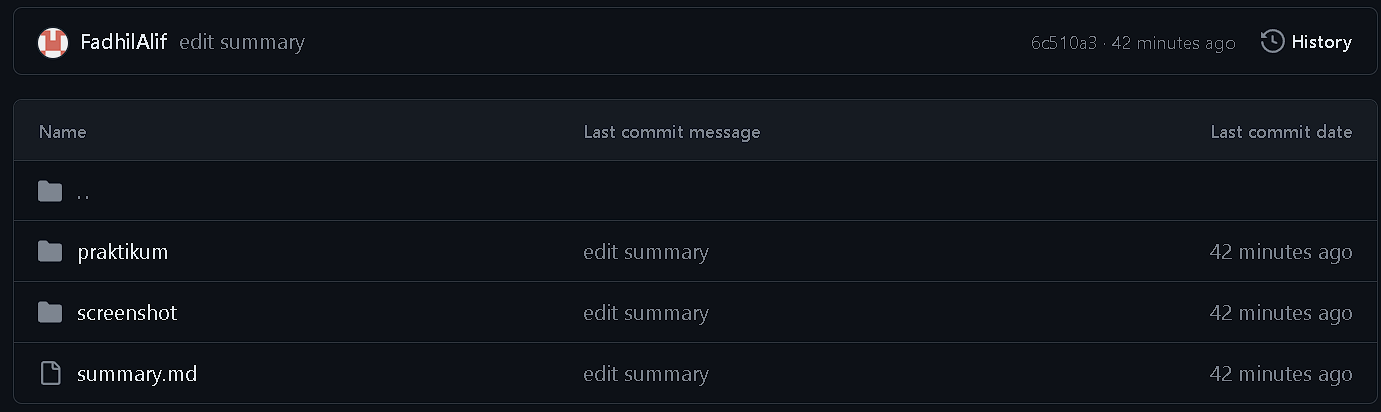 FadhilAlif edit summary 6c510a3 · 42 minutes ago History
Name Last commit message Last commit date
..
praktikum edit summary 42 minutes ago
screenshot edit summary 42 minutes ago
summary.md edit summary 42 minutes ago